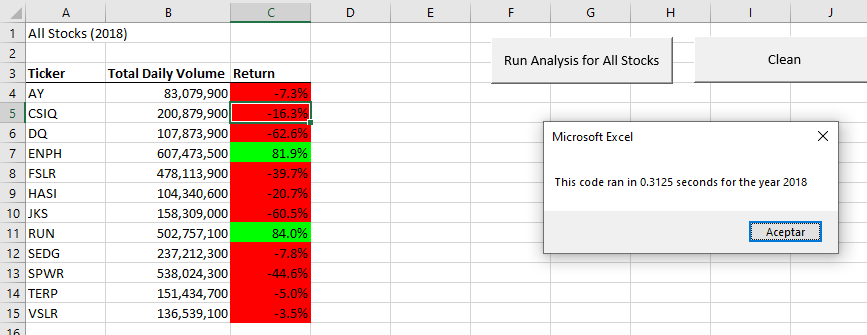 A B C D E F G H I J
1 All Stocks (2018)
2
3 Ticker Total Daily Volume Return
4 AY 83,079,900 -7.3%
5 CSIQ 200,879,900 -16.3%
6 DQ 107,873,900 -62.6%
7 ENPH 607,473,500 81.9%
8 FSLR 478,113,900 -39.7%
9 HASI 104,340,600 -20.7%
10 JKS 158,309,000 -60.5%
11 RUN 502,757,100 84.0%
12 SEDG 237,212,300 -7.8%
13 SPWR 538,024,300 -44.6%
14 TERP 151,434,700 -5.0%
15 VSLR 136,539,100 -3.5%
16
Run Analysis for All Stocks
Clean
Microsoft Excel
This code ran in 0.3125 seconds for the year 2018
Aceptar